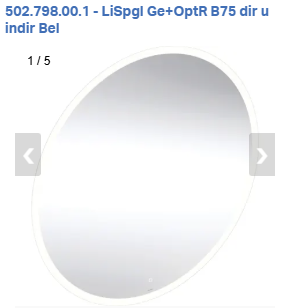 502.798.00.1 - LiSpgl Ge+OptR B75 dir u
indir Bel
1 / 5